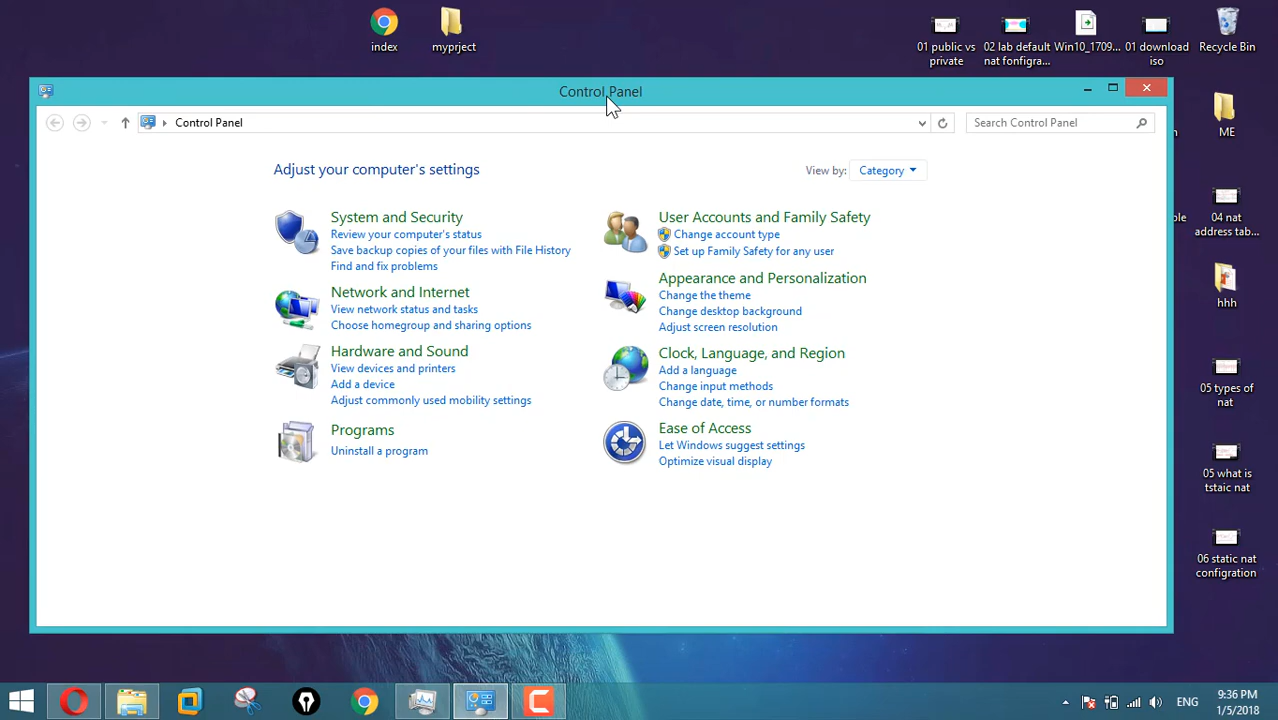 index
myprject
01 public vs
private
02 lab default
nat fonfigra...
Win10_1709...
01 download
iso
Recycle Bin
Control Panel
Control Panel
Search Control Panel
ME
Adjust your computer's settings
View by:
Category
System and Security
Review your computer's status
Save backup copies of your files with File History
Find and fix problems
Network and Internet
View network status and tasks
Choose homegroup and sharing options
Hardware and Sound
View devices and printers
Add a device
Adjust commonly used mobility settings
Programs
Uninstall a program
User Accounts and Family Safety
Change account type
Set up Family Safety for any user
Appearance and Personalization
Change the theme
Change desktop background
Adjust screen resolution
Clock, Language, and Region
Add a language
Change input methods
Change date, time, or number formats
Ease of Access
Let Windows suggest settings
Optimize visual display
04 nat
address tab...
hhh
05 types of
nat
05 what is
tstaic nat
06 static nat
configration
ENG
9:36 PM
1/5/2018